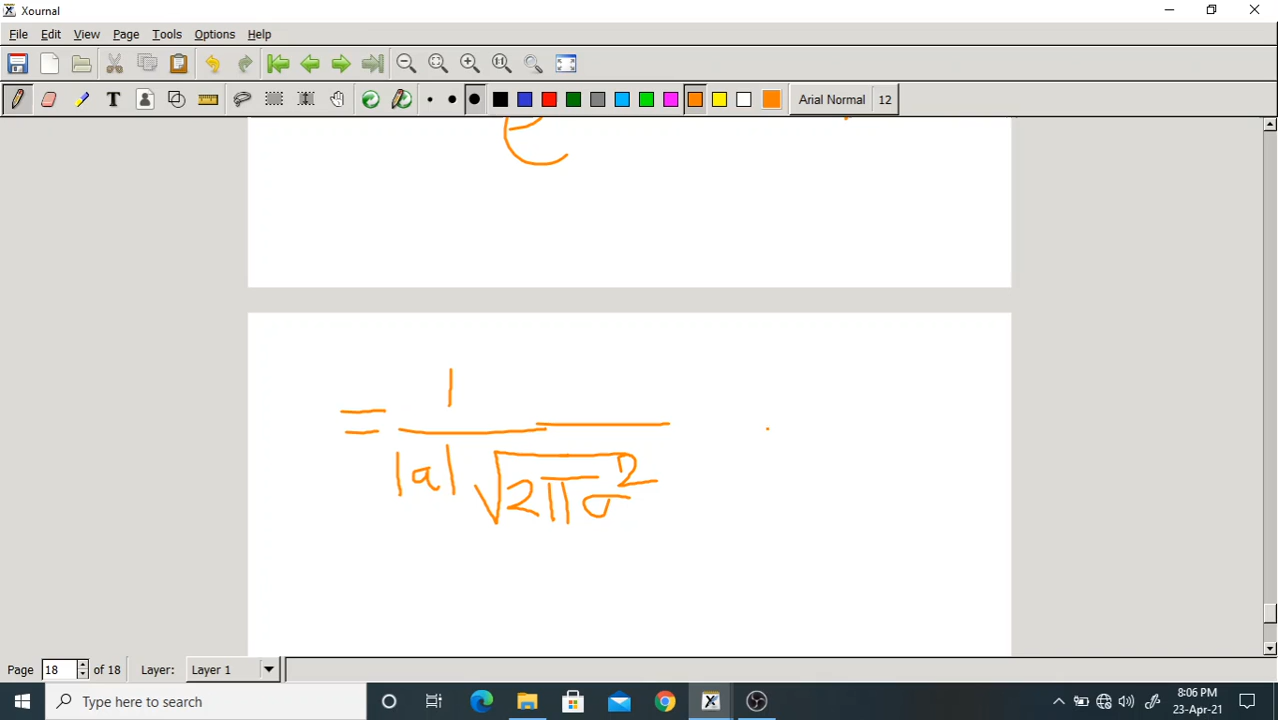 Xournal
File Edit View Page Tools Options Help
Arial Normal 12
e
= 1
|a| √2πσ²
Page 18 of 18 Layer: Layer 1
Type here to search
8:06 PM
23-Apr-21